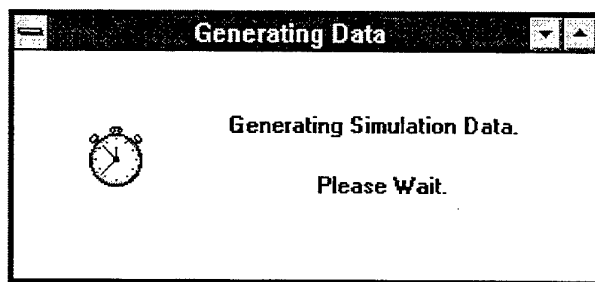 Generating Data
Generating Simulation Data.
Please Wait.